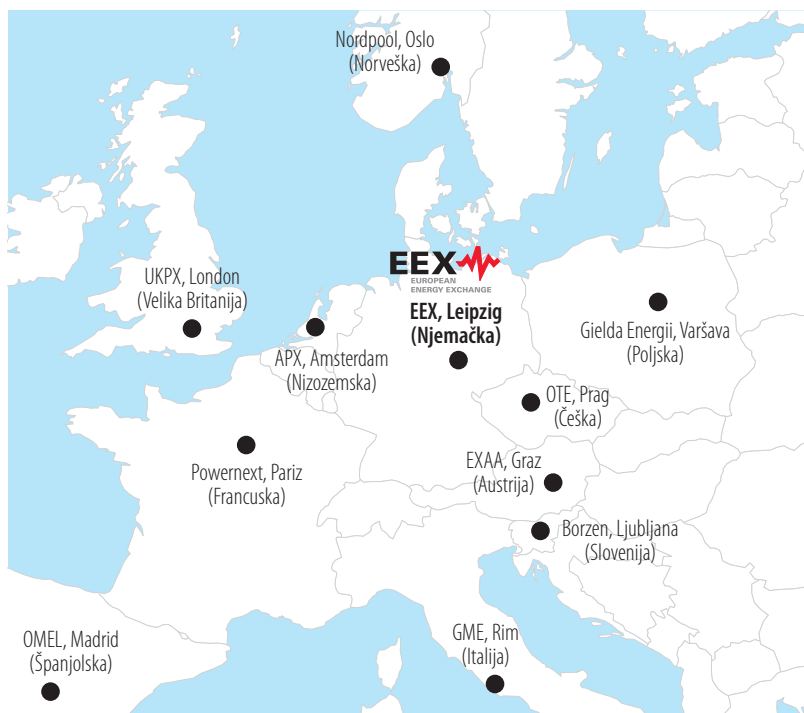 Nordpool, Oslo
(Norveška)
EEX
EUROPEAN
ENERGY EXCHANGE
UKPX, London
(Velika Britanija)
EEX, Leipzig
(Njemačka)
Gielda Energii, Varšava
(Poljska)
APX, Amsterdam
(Nizozemska)
OTE, Prag
(Češka)
Powernext, Pariz
(Francuska)
EXAA, Graz
(Austrija)
Borzen, Ljubljana
(Slovenija)
OMEL, Madrid
(Španjolska)
GME, Rim
(Italija)